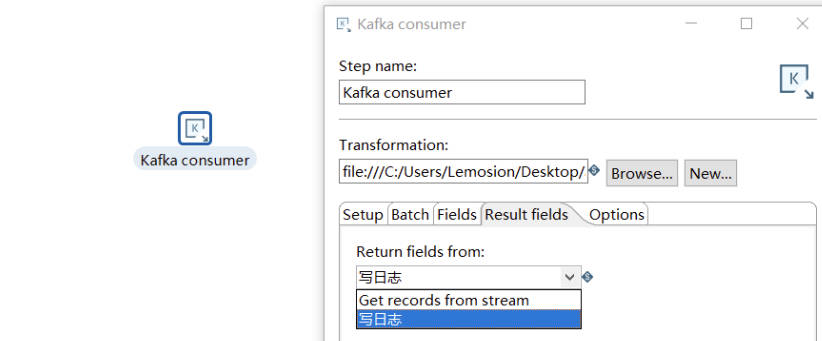 Kafka consumer
Kafka consumer
Step name:
Kafka consumer
Transformation:
file:///C:/Users/Lemosion/Desktop/ Browse... New...
Setup Batch Fields Result fields Options
Return fields from:
写日志
Get records from stream
写日志